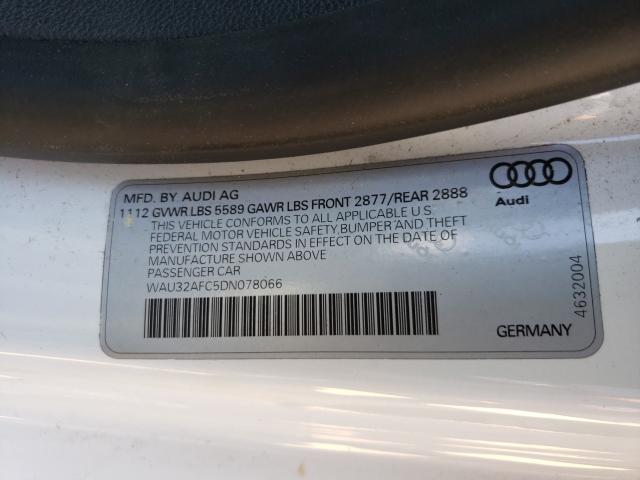 MFD. BY AUDI AG
1112 GWWR LBS 5589 GAWR LBS FRONT 2877/REAR 2888
THIS VEHICLE CONFORMS TO ALL APPLICABLE U S
FEDERAL MOTOR VEHICLE SAFETY,BUMPER AND THEFT
PREVENTION STANDARDS IN EFFECT ON THE DATE OF
MANUFACTURE SHOWN ABOVE
PASSENGER CAR
WAU32AFC5DN078066
Audi
4632004
GERMANY